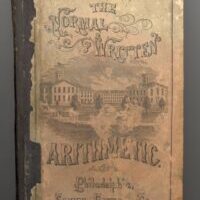 THE
NORMAL
WRITTEN
ARITHMETIC.
Philadelphia,